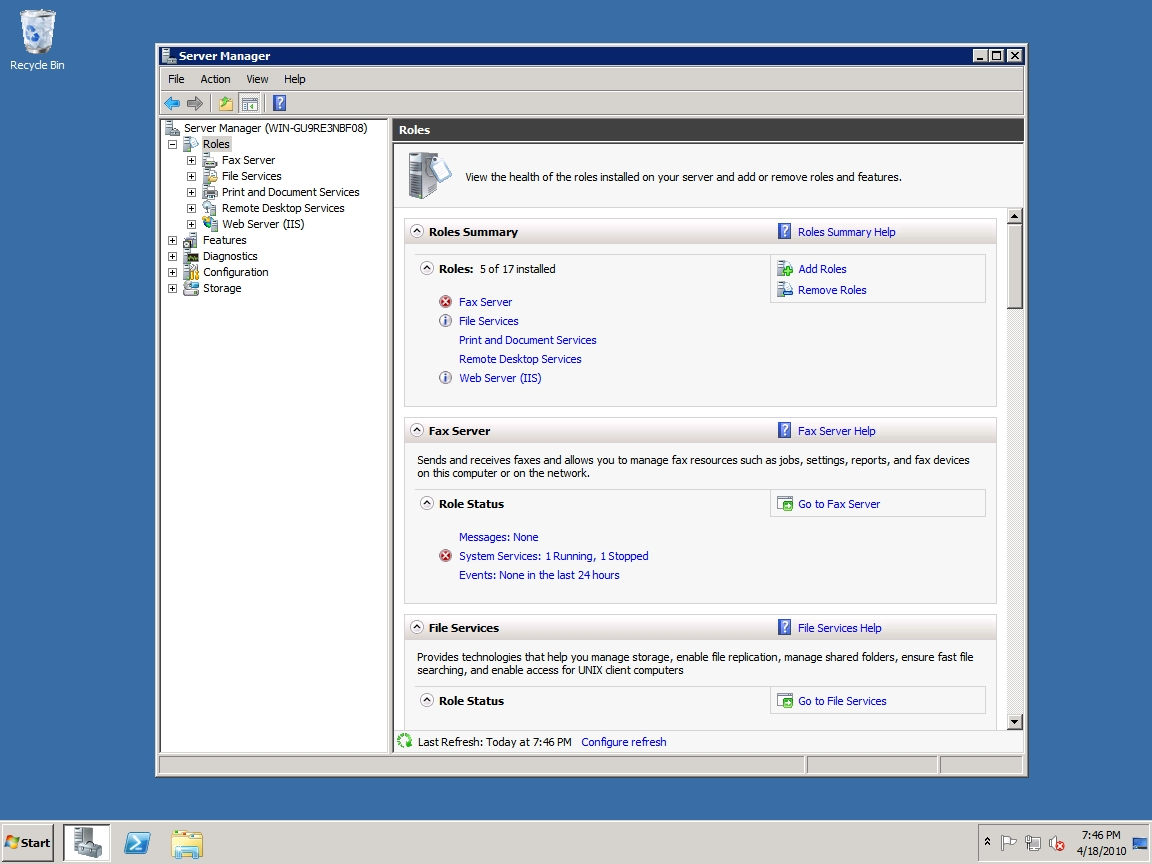 Recycle Bin
Server Manager
File Action View Help
Server Manager (WIN-GU9RE3NBF08)
Roles
Fax Server
File Services
Print and Document Services
Remote Desktop Services
Web Server (IIS)
Features
Diagnostics
Configuration
Storage
Roles
View the health of the roles installed on your server and add or remove roles and features.
Roles Summary
Roles Summary Help
Roles: 5 of 17 installed
Add Roles
Remove Roles
Fax Server
File Services
Print and Document Services
Remote Desktop Services
Web Server (IIS)
Fax Server
Fax Server Help
Sends and receives faxes and allows you to manage fax resources such as jobs, settings, reports, and fax devices
on this computer or on the network.
Role Status
Go to Fax Server
Messages: None
System Services: 1 Running, 1 Stopped
Events: None in the last 24 hours
File Services
File Services Help
Provides technologies that help you manage storage, enable file replication, manage shared folders, ensure fast file
searching, and enable access for UNIX client computers
Role Status
Go to File Services
Last Refresh: Today at 7:46 PM Configure refresh
Start
7:46 PM
4/18/2010